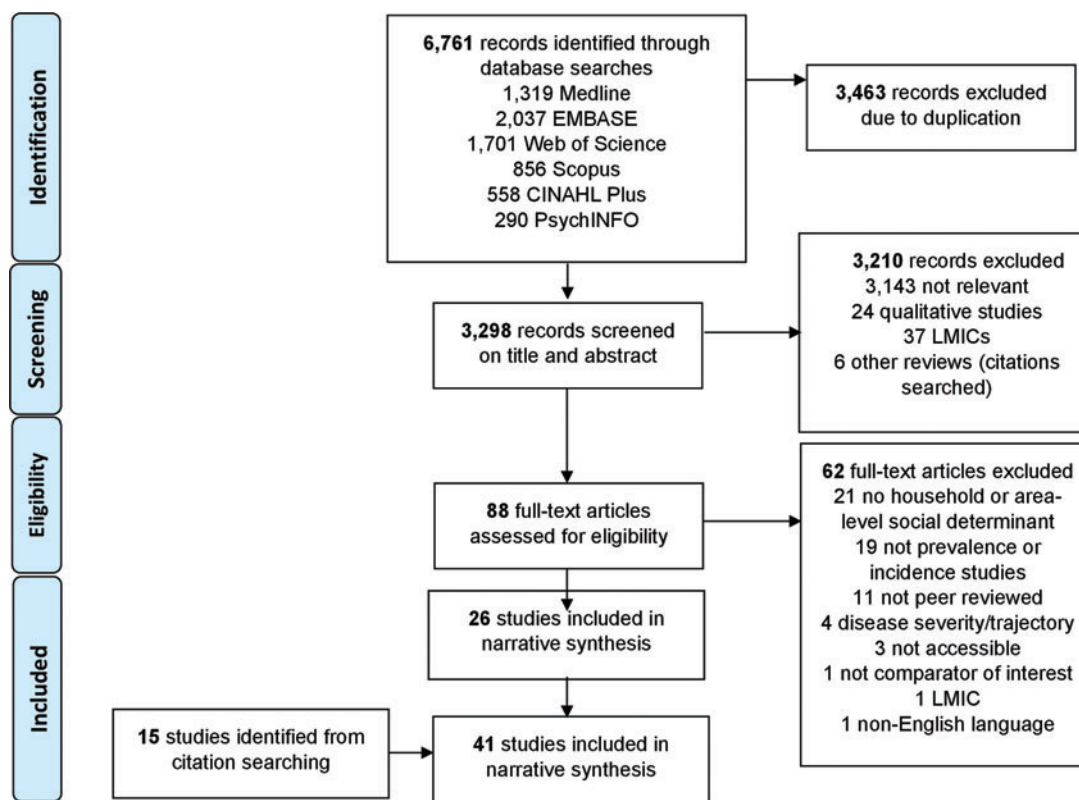 Identification
6,761 records identified through
database searches
1,319 Medline
2,037 EMBASE
1,701 Web of Science
856 Scopus
558 CINAHL Plus
290 PsychINFO
3,463 records excluded
due to duplication
Screening
3,298 records screened
on title and abstract
3,210 records excluded
3,143 not relevant
24 qualitative studies
37 LMICs
6 other reviews (citations
searched)
Eligibility
88 full-text articles
assessed for eligibility
62 full-text articles excluded
21 no household or area-
level social determinant
19 not prevalence or
incidence studies
11 not peer reviewed
4 disease severity/trajectory
3 not accessible
1 not comparator of interest
1 LMIC
1 non-English language
Included
26 studies included in
narrative synthesis
15 studies identified from
citation searching
41 studies included in
narrative synthesis